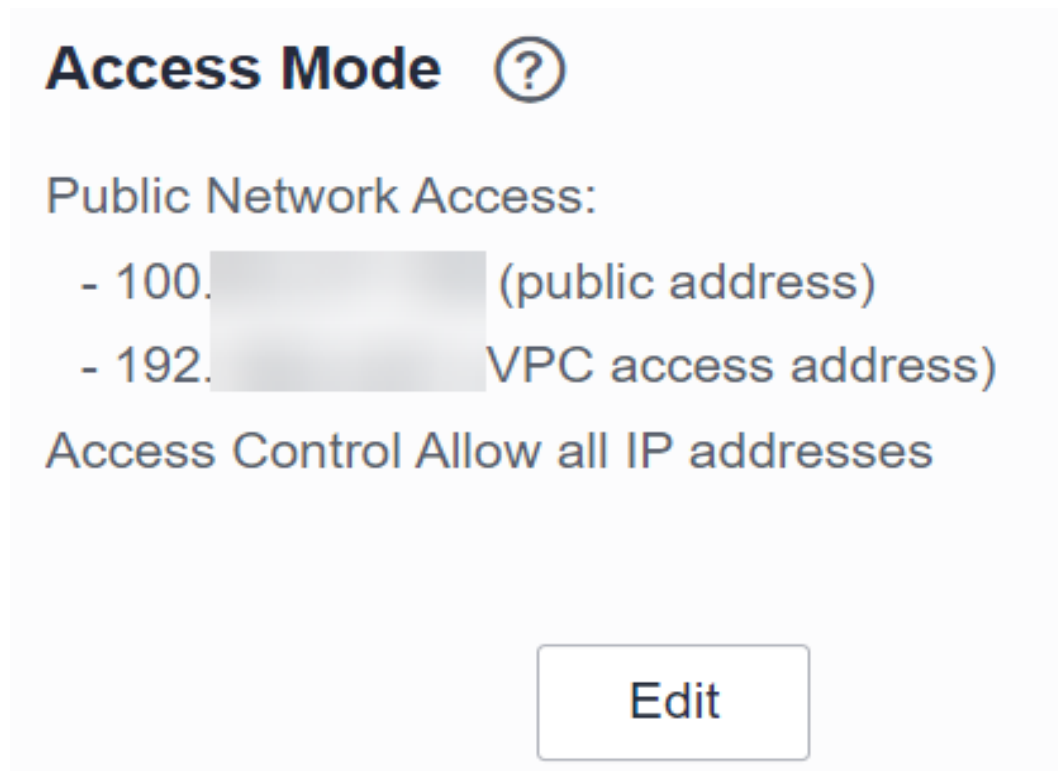 Access Mode ?
Public Network Access:
- 100. (public address)
- 192. VPC access address)
Access Control Allow all IP addresses
Edit